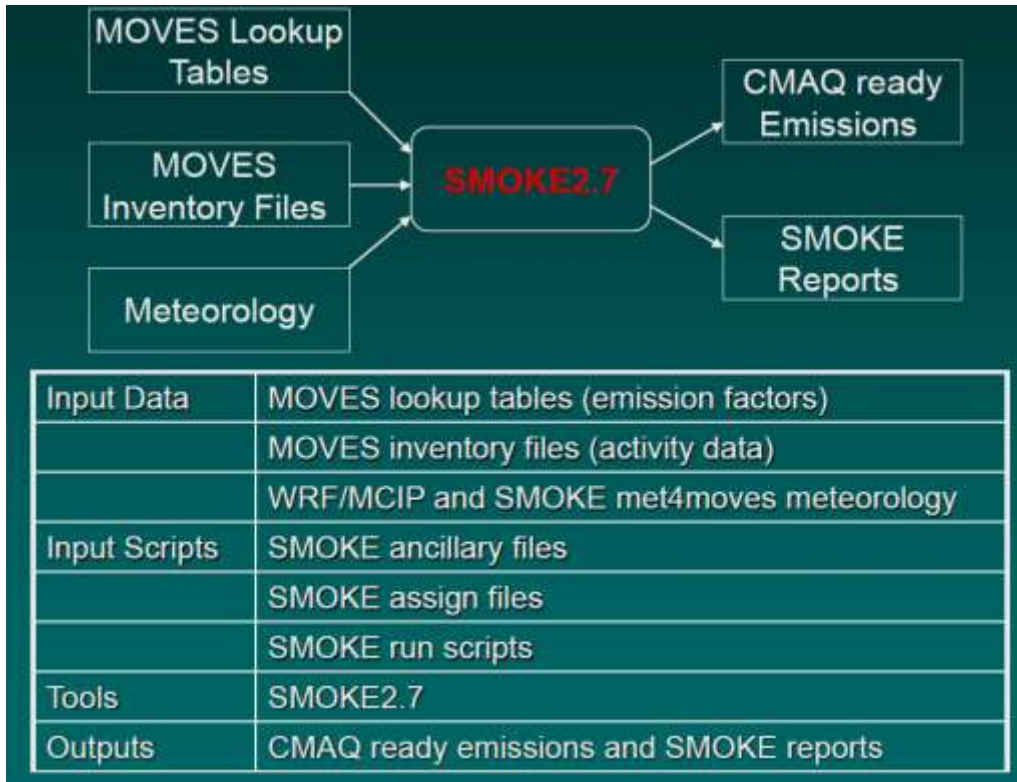 MOVES Lookup
Tables
MOVES
Inventory Files
Meteorology
SMOKE2.7
CMAQ ready
Emissions
SMOKE
Reports
Input Data MOVES lookup tables (emission factors)
MOVES inventory files (activity data)
WRF/MCIP and SMOKE met4moves meteorology
Input Scripts SMOKE ancillary files
SMOKE assign files
SMOKE run scripts
Tools SMOKE2.7
Outputs CMAQ ready emissions and SMOKE reports